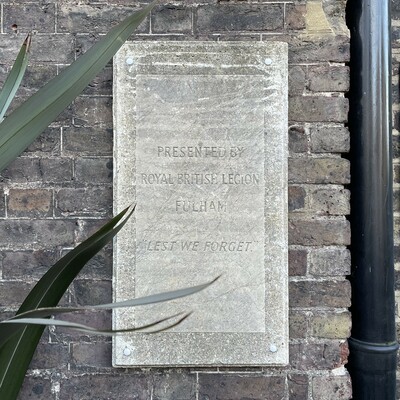 PRESENTED BY
ROYAL BRITISH LEGION
FULHAM
"LEST WE FORGET"